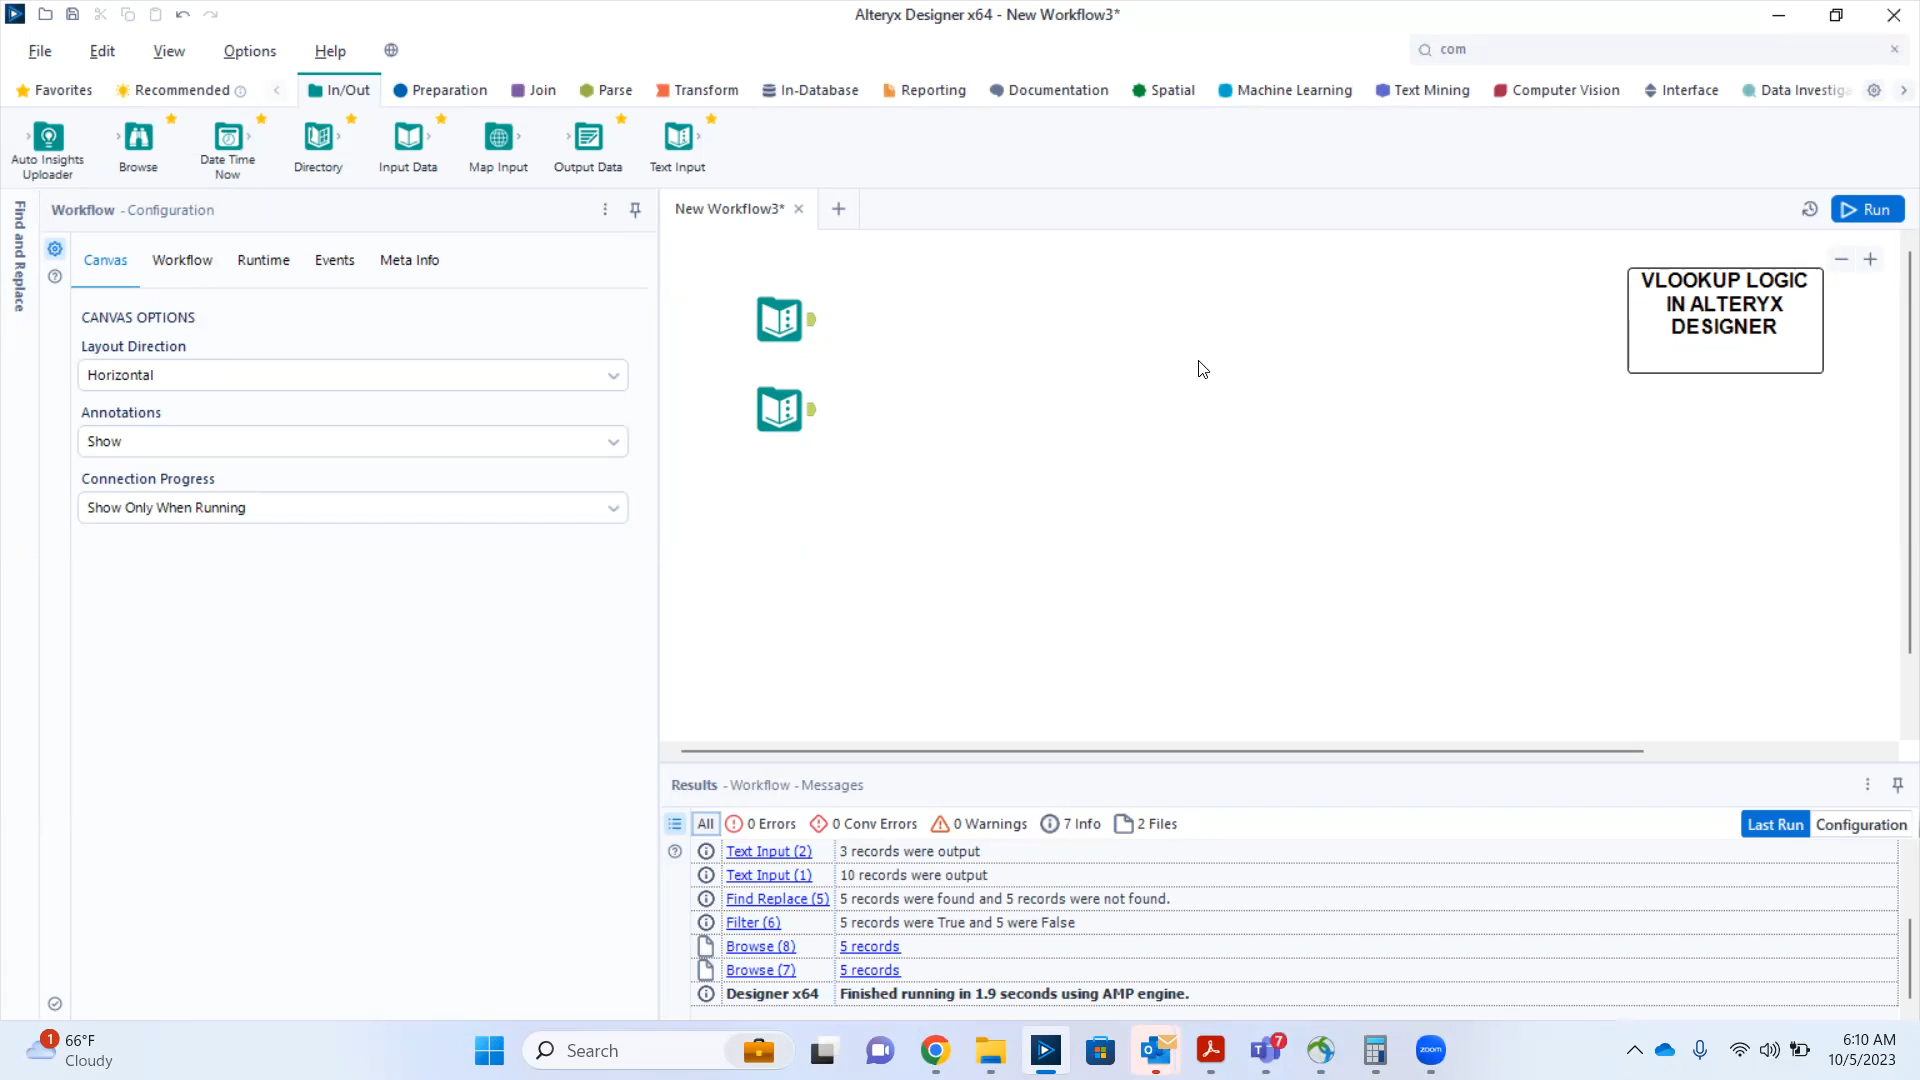 Alteryx Designer x64 - New Workflow3*
File Edit View Options Help
com
Favorites Recommended In/Out Preparation Join Parse Transform In-Database Reporting Documentation Spatial Machine Learning Text Mining Computer Vision Interface Data Investiga
Auto Insights
Uploader
Browse
Date Time
Now
Directory
Input Data
Map Input
Output Data
Text Input
Find and Replace
Workflow - Configuration
New Workflow3*
Run
Canvas Workflow Runtime Events Meta Info
CANVAS OPTIONS
Layout Direction
Horizontal
Annotations
Show
Connection Progress
Show Only When Running
VLOOKUP LOGIC
IN ALTERYX
DESIGNER
Results - Workflow - Messages
All 0 Errors 0 Conv Errors 0 Warnings 7 Info 2 Files Last Run Configuration
Text Input (2) 3 records were output
Text Input (1) 10 records were output
Find Replace (5) 5 records were found and 5 records were not found.
Filter (6) 5 records were True and 5 were False
Browse (8) 5 records
Browse (7) 5 records
Designer x64 Finished running in 1.9 seconds using AMP engine.
1
66°F
Cloudy
Search
7
zoom
6:10 AM
10/5/2023